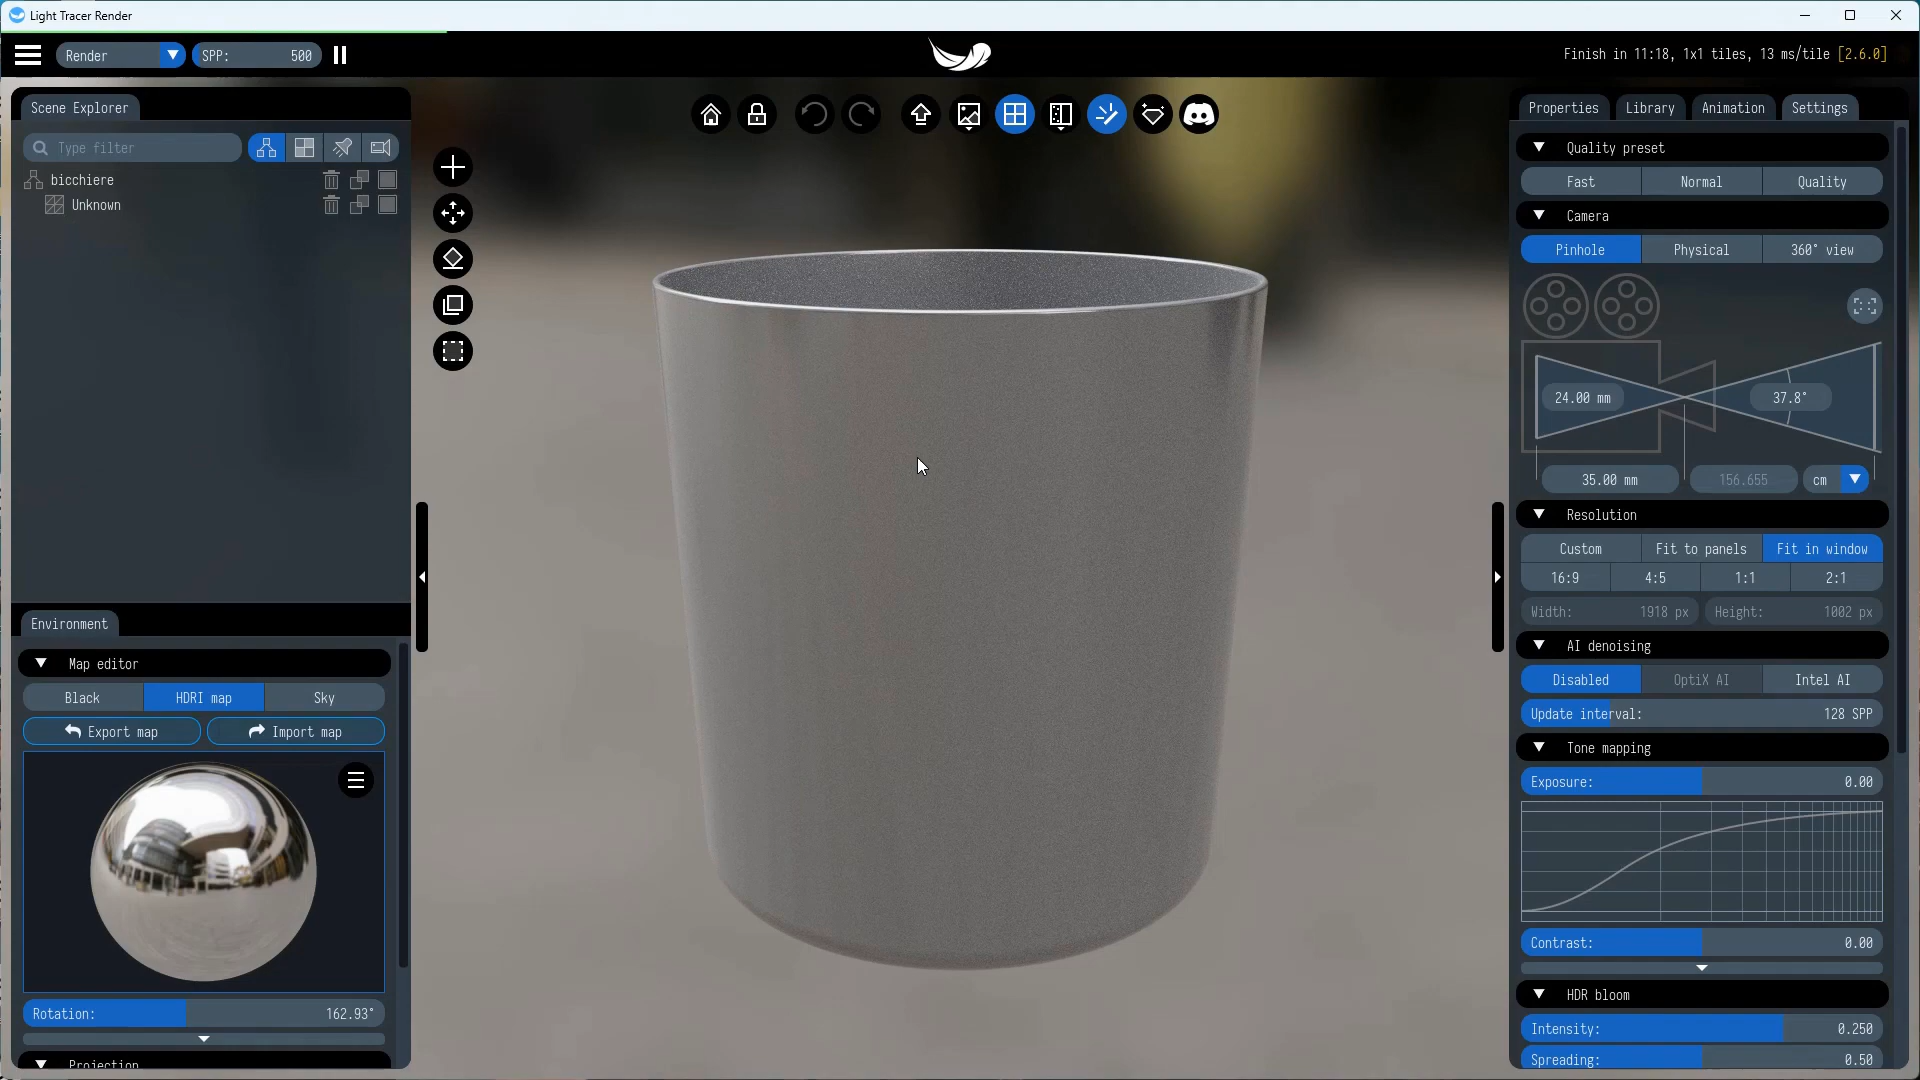 Light Tracer Render
Render
SPP: 500
Finish in 11:18, 1x1 tiles, 13 ms/tile [2.6.0]
Scene Explorer
Type filter
bicchiere
Unknown
Environment
Map editor
Black HDRI map Sky
Export map Import map
Rotation: 162.93°
Projection
Properties Library Animation Settings
Quality preset
Fast Normal Quality
Camera
Pinhole Physical 360° view
24.00 mm 37.8°
35.00 mm 156.655 cm
Resolution
Custom Fit to panels Fit in window
16:9 4:5 1:1 2:1
Width: 1918 px Height: 1002 px
AI denoising
Disabled OptiX AI Intel AI
Update interval: 128 SPP
Tone mapping
Exposure: 0.00
Contrast: 0.00
HDR bloom
Intensity: 0.250
Spreading: 0.50